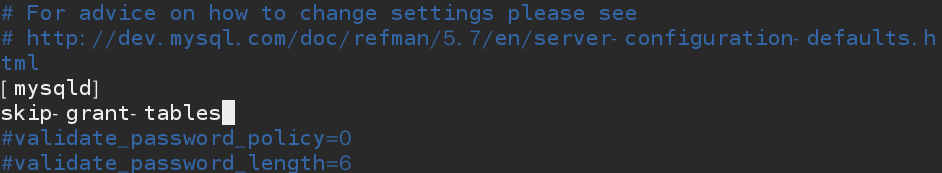 # For advice on how to change settings please see
# http://dev.mysql.com/doc/refman/5.7/en/server-configuration-defaults.h
tml
[mysqld]
skip-grant-tables
#validate_password_policy=0
#validate_password_length=6